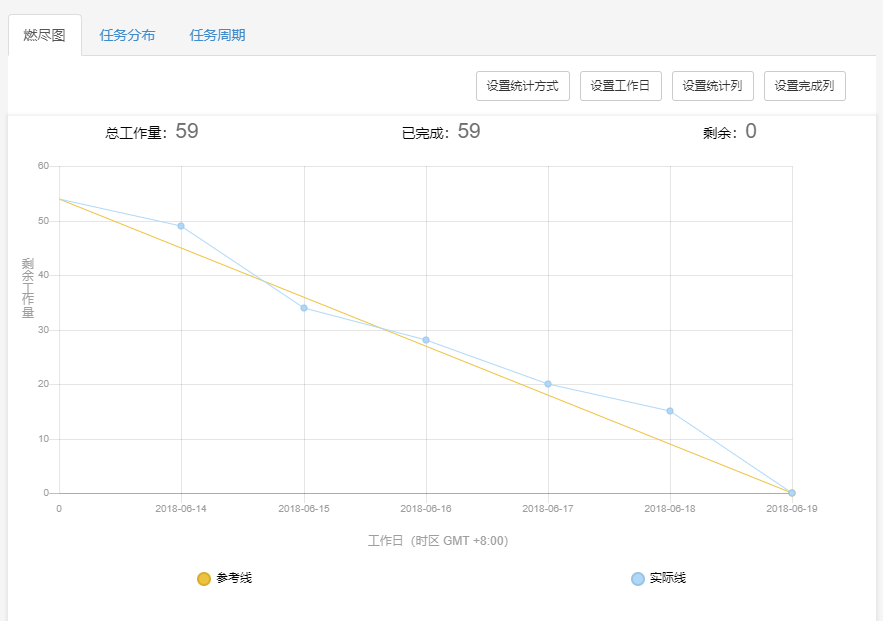 燃尽图 任务分布 任务周期
设置统计方式 设置工作日 设置统计列 设置完成列
总工作量：59 已完成：59 剩余：0
60
50
剩余工作量
40
30
20
10
0
0 2018-06-14 2018-06-15 2018-06-16 2018-06-17 2018-06-18 2018-06-19
工作日（时区 GMT +8:00）
参考线 实际线